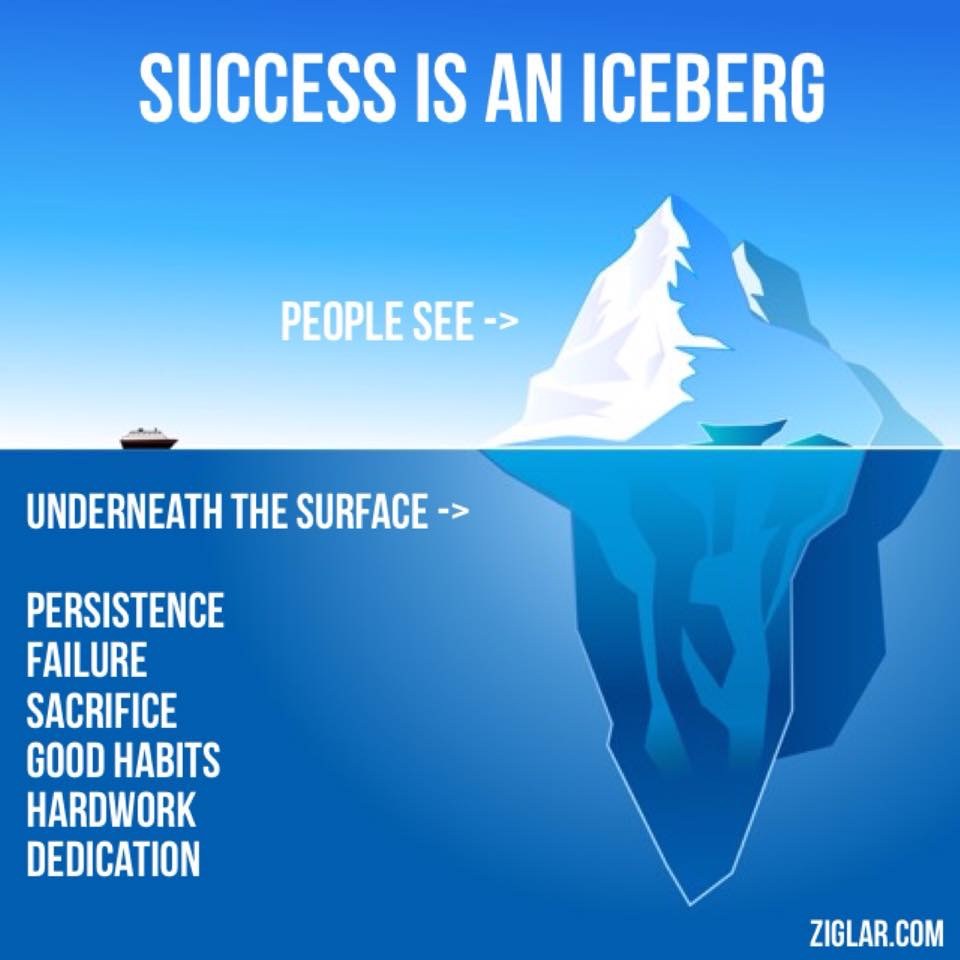 SUCCESS IS AN ICEBERG
PEOPLE SEE ->
UNDERNEATH THE SURFACE ->
PERSISTENCE
FAILURE
SACRIFICE
GOOD HABITS
HARDWORK
DEDICATION
ZIGLAR.COM